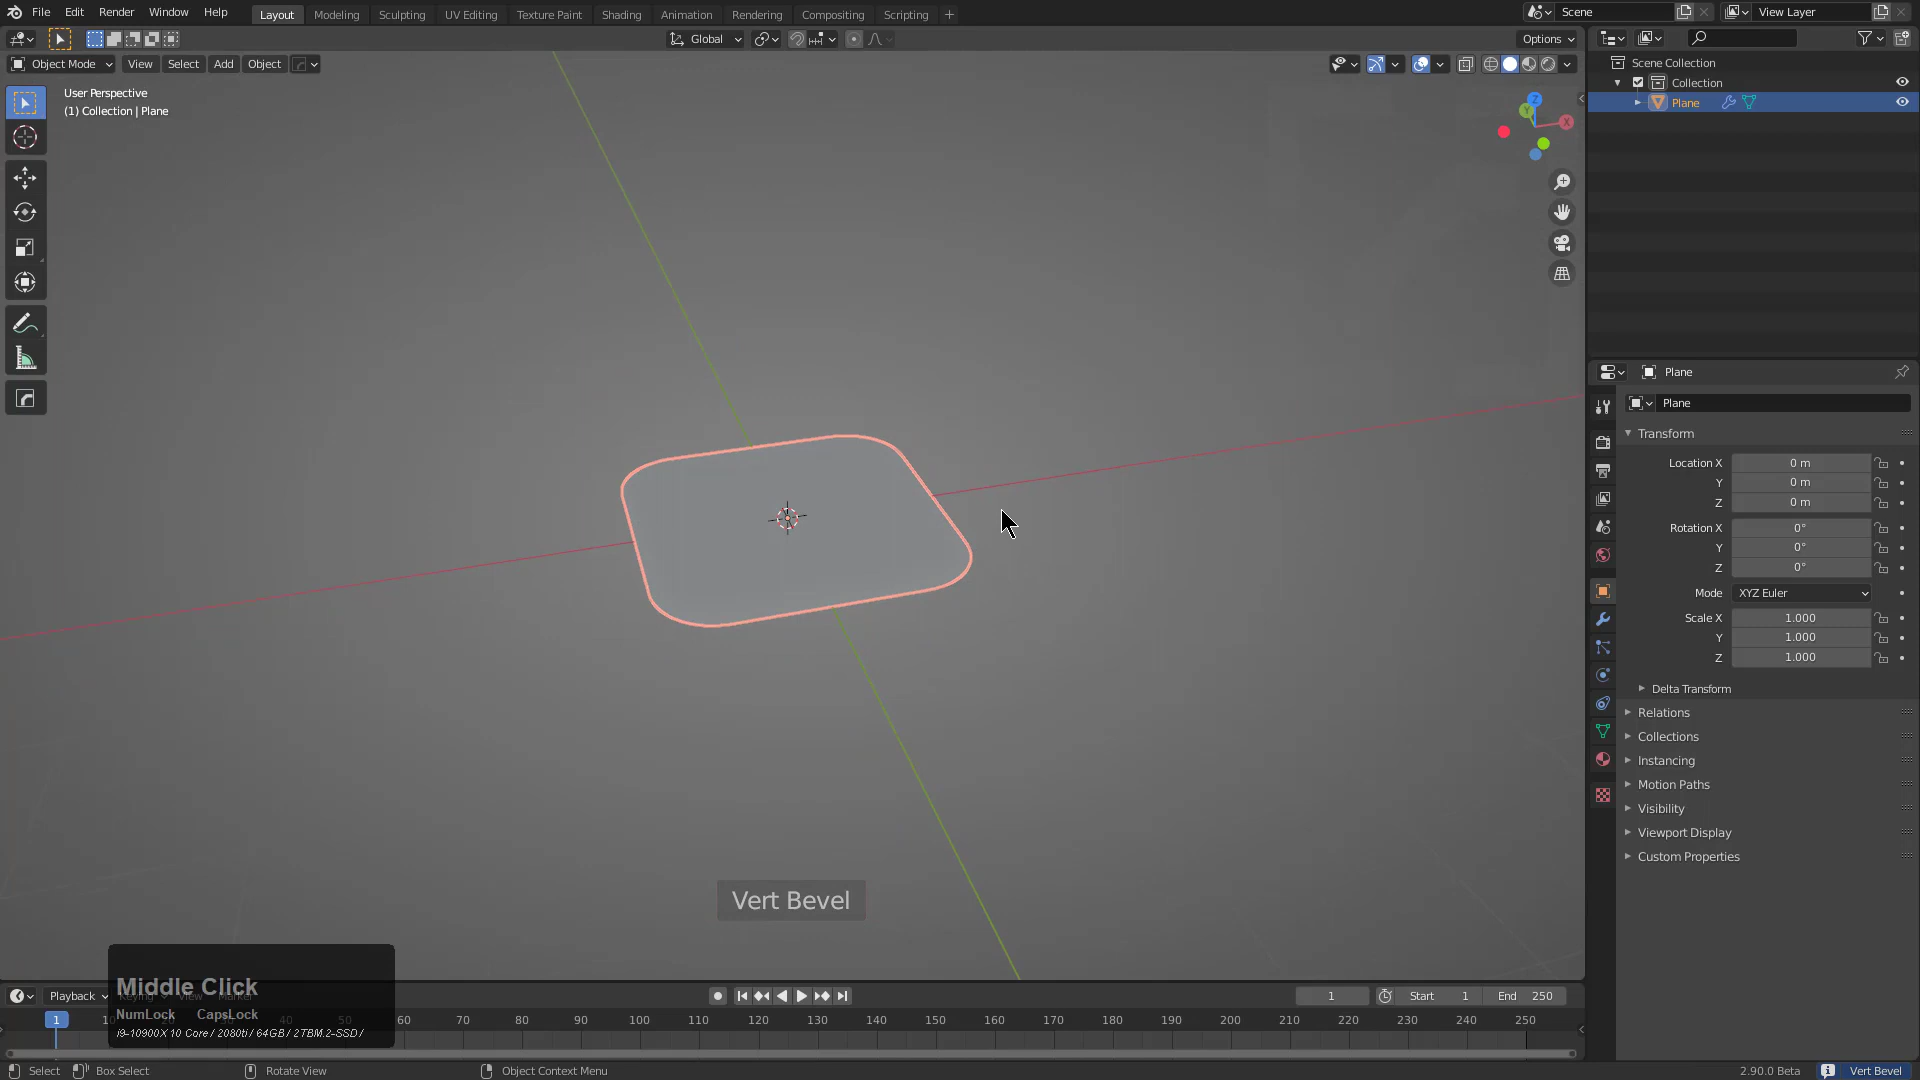 File Edit Render Window Help Layout Modeling Sculpting UV Editing Texture Paint Shading Animation Rendering Compositing Scripting + Scene View Layer
Global Options
Object Mode View Select Add Object
User Perspective
(1) Collection | Plane
Z
Y
X
Scene Collection
Collection
Plane
Plane
Plane
Transform
Location X 0 m
Y 0 m
Z 0 m
Rotation X 0°
Y 0°
Z 0°
Mode XYZ Euler
Scale X 1.000
Y 1.000
Z 1.000
Delta Transform
Relations
Collections
Instancing
Motion Paths
Visibility
Viewport Display
Custom Properties
Vert Bevel
Middle Click
NumLock CapsLock
i9-10900X 10 Core / 2080ti / 64GB / 2TBM.2-SSD /
Playback Keying View Marker 1 Start 1 End 250
1 60 70 80 90 100 110 120 130 140 150 160 170 180 190 200 210 220 230 240 250
Select Box Select Rotate View Object Context Menu 2.90.0 Beta Vert Bevel